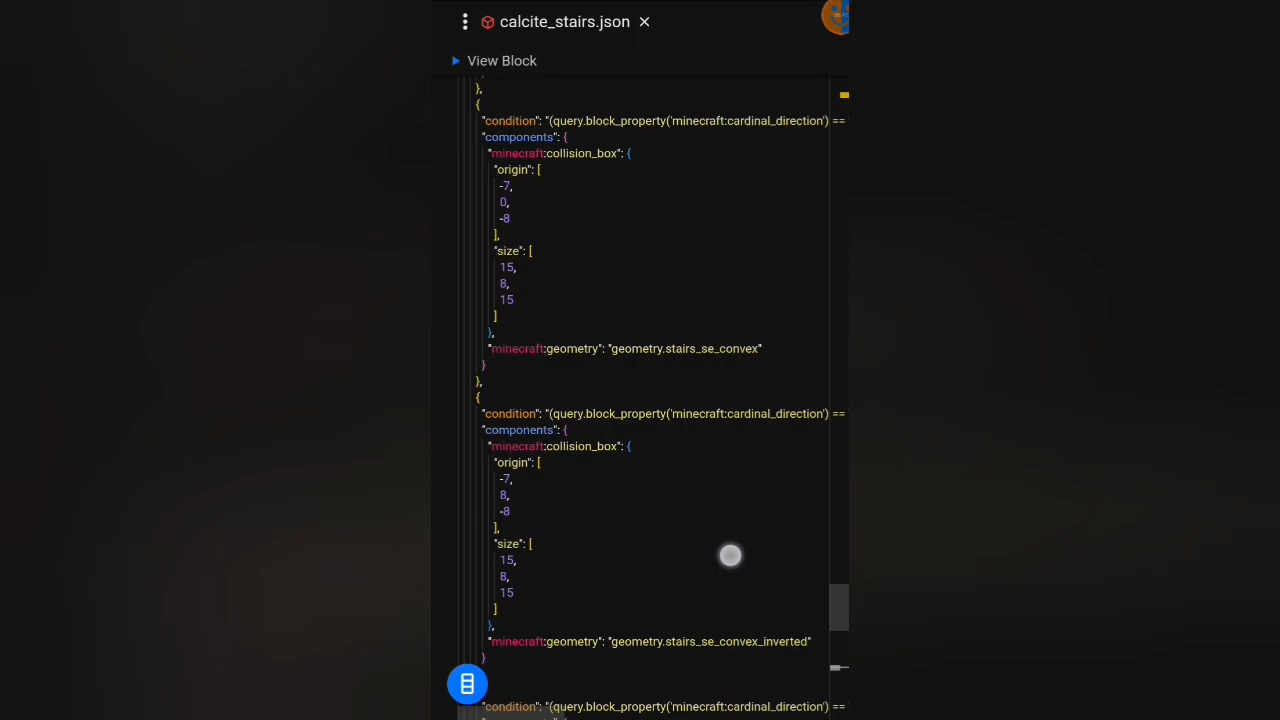 calcite_stairs.json ×
View Block
},
{
"condition": "(query.block_property('minecraft:cardinal_direction') ==
"components": {
"minecraft:collision_box": {
"origin": [
-7,
0,
-8
],
"size": [
15,
8,
15
]
},
"minecraft:geometry": "geometry.stairs_se_convex"
}
},
{
"condition": "(query.block_property('minecraft:cardinal_direction') ==
"components": {
"minecraft:collision_box": {
"origin": [
-7,
8,
-8
],
"size": [
15,
8,
15
]
},
"minecraft:geometry": "geometry.stairs_se_convex_inverted"
}
"condition": "(query.block_property('minecraft:cardinal_direction') ==